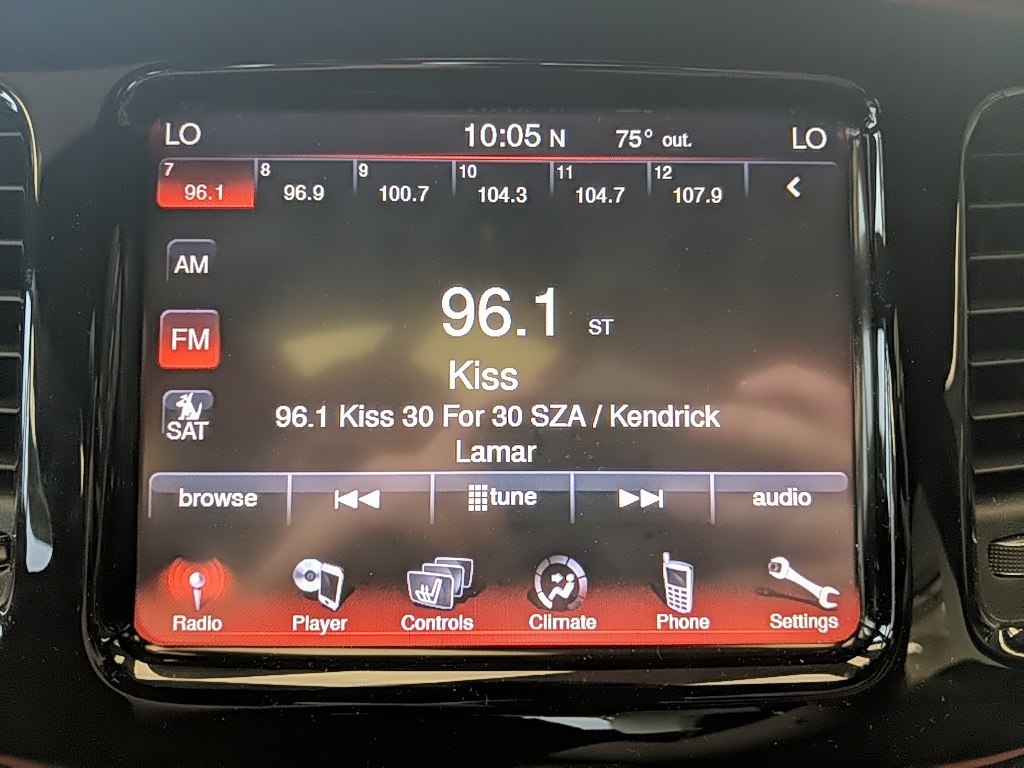 LO 10:05 N 75° out. LO
7 8 9 10 11 12
96.1 96.9 100.7 104.3 104.7 107.9
AM
96.1 ST
FM
Kiss
96.1 Kiss 30 For 30 SZA / Kendrick
SAT
Lamar
browse tune audio
Radio Player Controls Climate Phone Settings